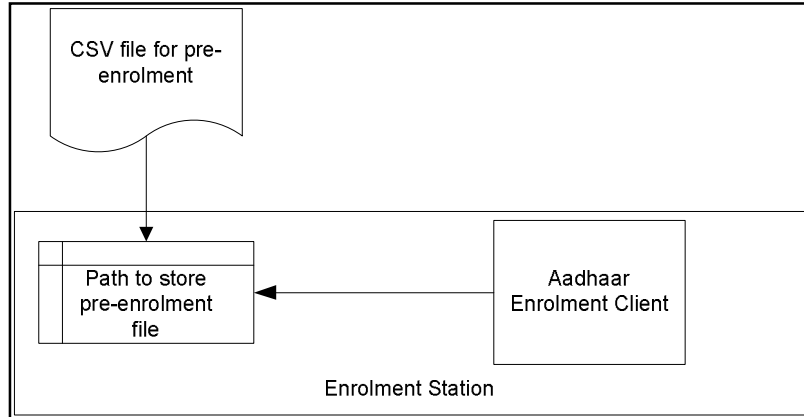 CSV file for pre-
enrolment
Path to store
pre-enrolment
file
Aadhaar
Enrolment Client
Enrolment Station